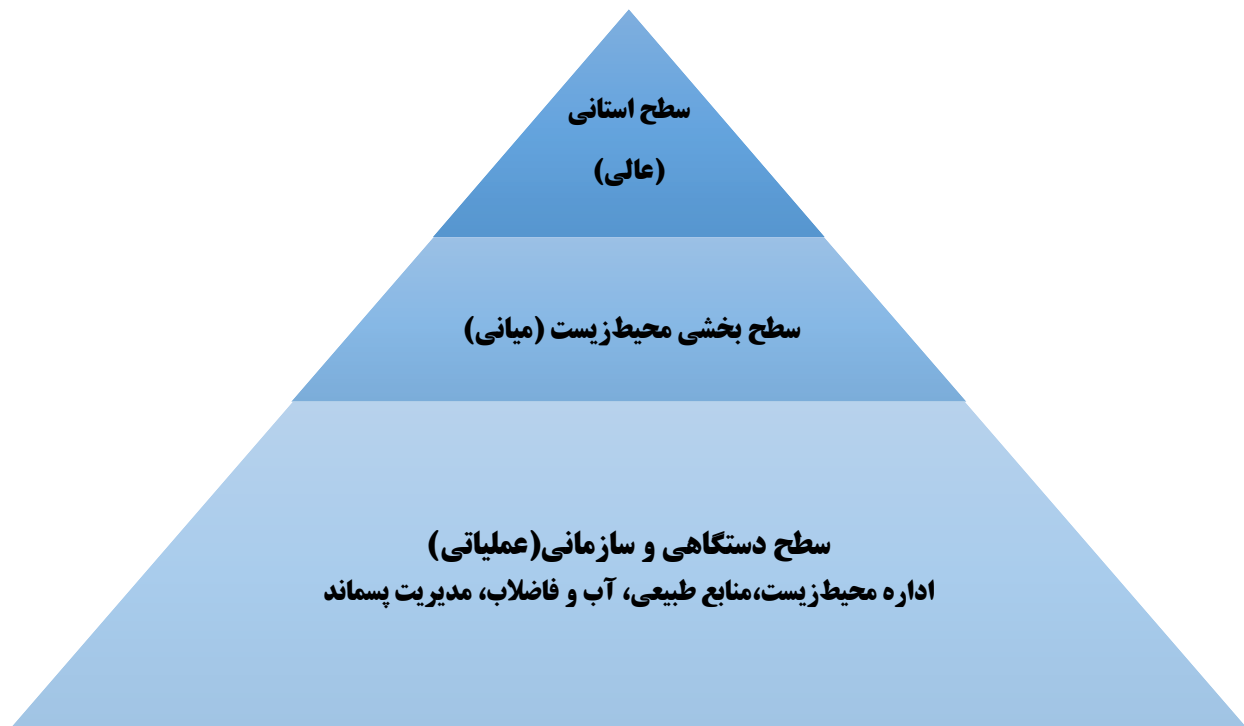 سطح استانی
(عالی)
سطح بخشی محیط‌زیست (میانی)
سطح دستگاهی و سازمانی(عملیاتی)
اداره محیط‌زیست،منابع طبیعی، آب و فاضلاب، مدیریت پسماند